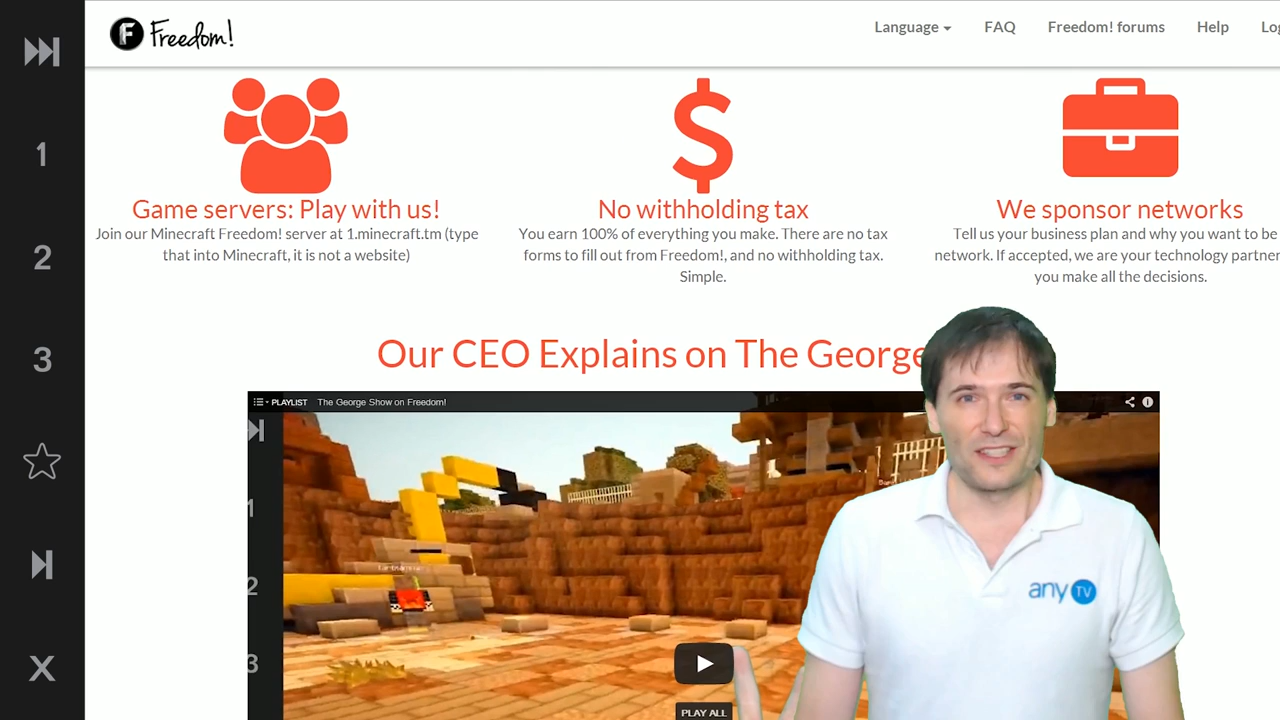 Freedom!
Language
FAQ
Freedom! forums
Help
1
2
3
X
Game servers: Play with us!
Join our Minecraft Freedom! server at 1.minecraft.tm (type
that into Minecraft, it is not a website)
No withholding tax
You earn 100% of everything you make. There are no tax
forms to fill out from Freedom!, and no withholding tax.
Simple.
We sponsor networks
Tell us your business plan and why you want to be
network. If accepted, we are your technology partner
you make all the decisions.
Our CEO Explains on The George
PLAYLIST The George Show on Freedom!
1
2
3
PLAY ALL
any TV